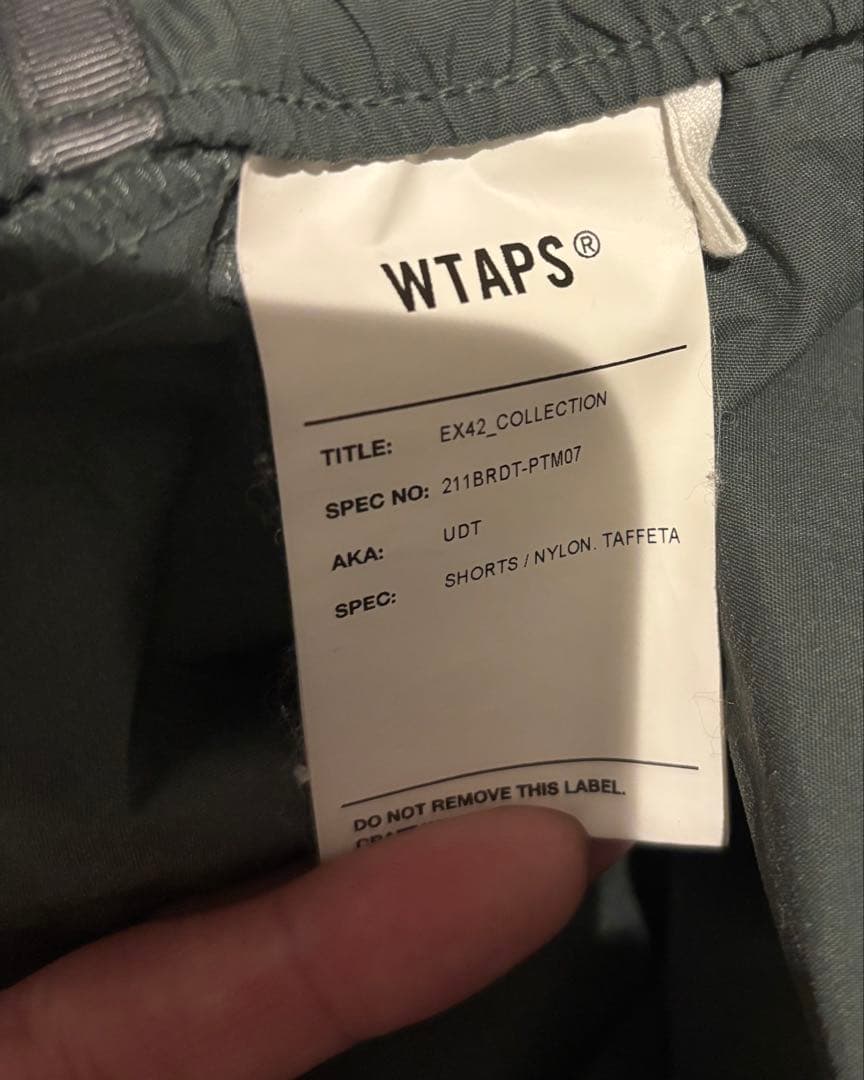 WTAPS®
TITLE: EX42_COLLECTION
SPEC NO: 211BRDT-PTM07
AKA: UDT
SPEC: SHORTS / NYLON. TAFFETA
DO NOT REMOVE THIS LABEL.